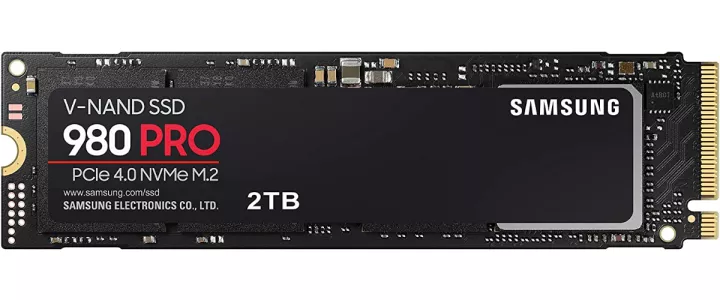 V-NAND SSD
980 PRO
PCIe 4.0 NVMe M.2
www.samsung.com/ssd
SAMSUNG ELECTRONICS CO., LTD.
2TB
SAMSUNG